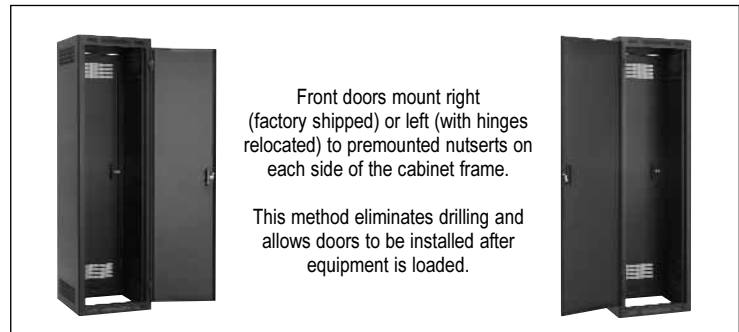 Front doors mount right
(factory shipped) or left (with hinges
relocated) to premounted nutserts on
each side of the cabinet frame.
This method eliminates drilling and
allows doors to be installed after
equipment is loaded.